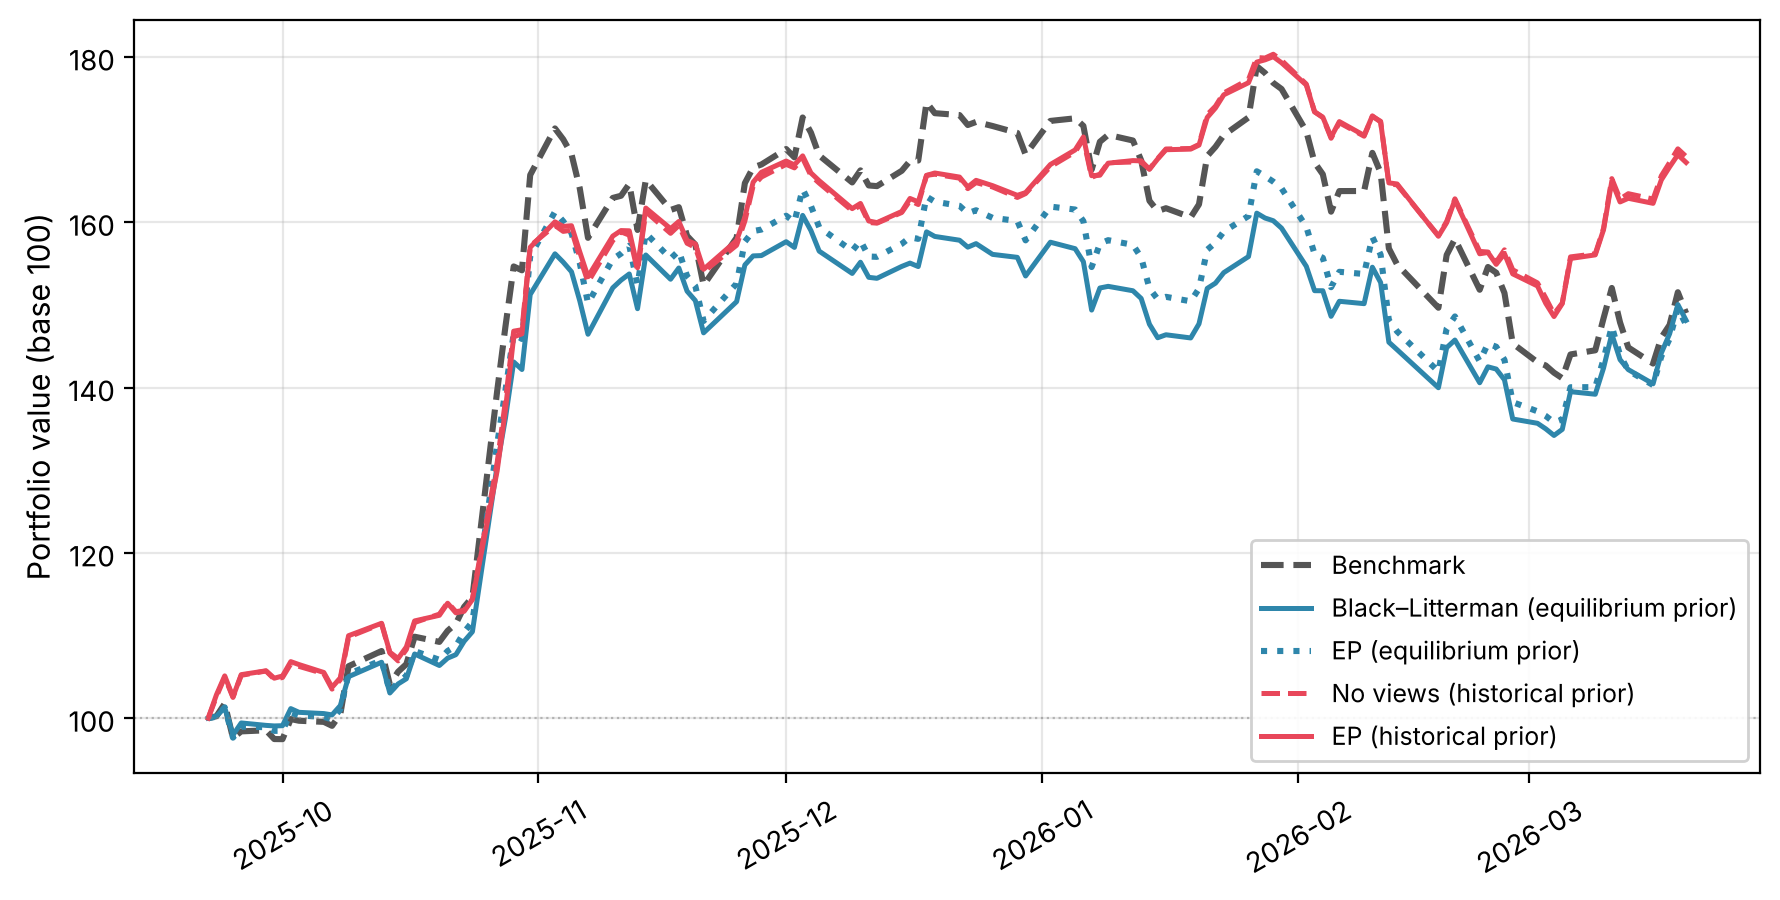 Portfolio value (base 100)
180
160
140
120
100
2025-10
2025-11
2025-12
2026-01
2026-02
2026-03
Benchmark
Black–Litterman (equilibrium prior)
EP (equilibrium prior)
No views (historical prior)
EP (historical prior)